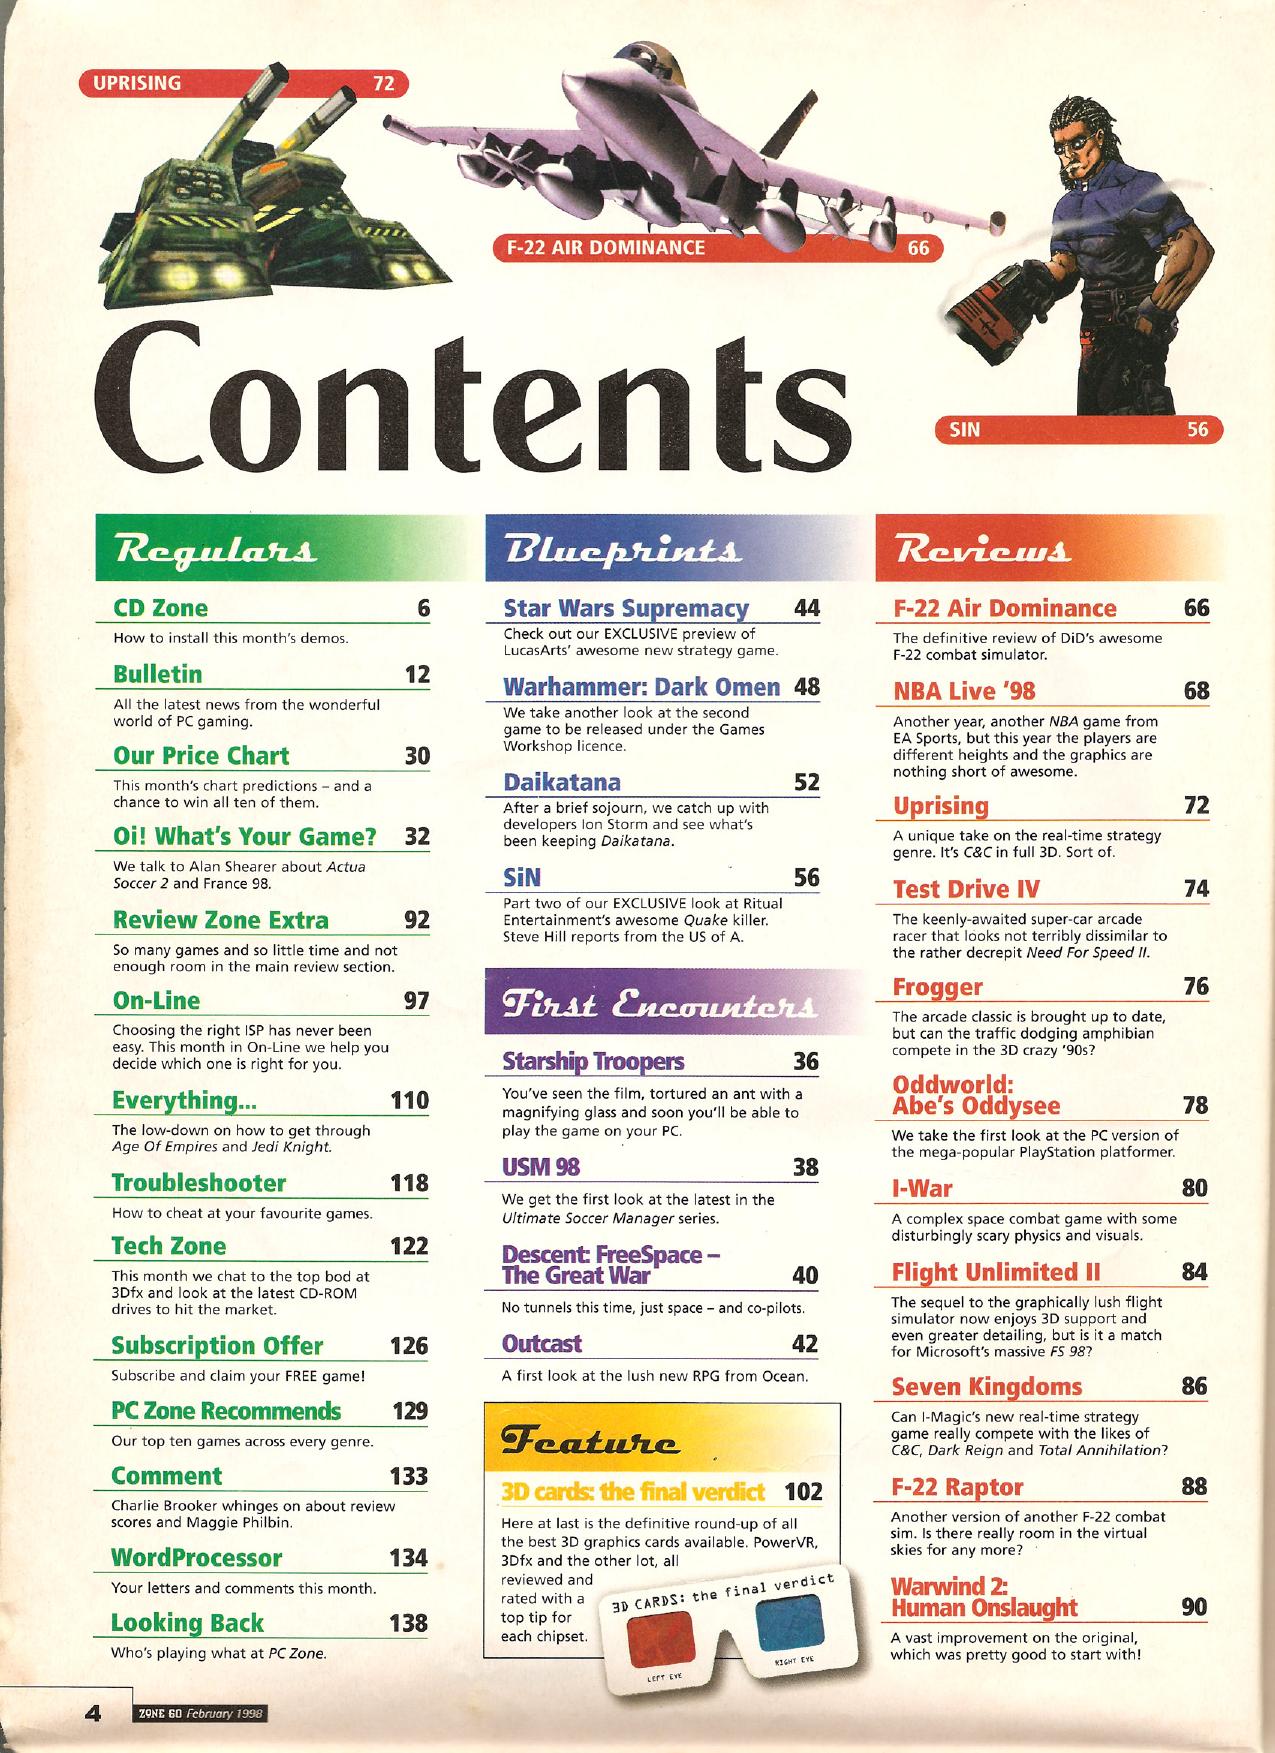 UPRISING 72
F-22 AIR DOMINANCE 66
SIN 56
Contents
Regulars
CD Zone 6
How to install this month's demos.
Bulletin 12
All the latest news from the wonderful
world of PC gaming.
Our Price Chart 30
This month's chart predictions – and a
chance to win all ten of them.
Oi! What's Your Game? 32
We talk to Alan Shearer about Actua
Soccer 2 and France 98.
Review Zone Extra 92
So many games and so little time and not
enough room in the main review section.
On-Line 97
Choosing the right ISP has never been
easy. This month in On-Line we help you
decide which one is right for you.
Everything... 110
The low-down on how to get through
Age Of Empires and Jedi Knight.
Troubleshooter 118
How to cheat at your favourite games.
Tech Zone 122
This month we chat to the top bod at
3Dfx and look at the latest CD-ROM
drives to hit the market.
Subscription Offer 126
Subscribe and claim your FREE game!
PC Zone Recommends 129
Our top ten games across every genre.
Comment 133
Charlie Brooker whinges on about review
scores and Maggie Philbin.
WordProcessor 134
Your letters and comments this month.
Looking Back 138
Who's playing what at PC Zone.
Blueprints
Star Wars Supremacy 44
Check out our EXCLUSIVE preview of
LucasArts' awesome new strategy game.
Warhammer: Dark Omen 48
We take another look at the second
game to be released under the Games
Workshop licence.
Daikatana 52
After a brief sojourn, we catch up with
developers Ion Storm and see what's
been keeping Daikatana.
SiN 56
Part two of our EXCLUSIVE look at Ritual
Entertainment's awesome Quake killer.
Steve Hill reports from the US of A.
First Encounters
Starship Troopers 36
You've seen the film, tortured an ant with a
magnifying glass and soon you'll be able to
play the game on your PC.
USM 98 38
We get the first look at the latest in the
Ultimate Soccer Manager series.
Descent: FreeSpace –
The Great War 40
No tunnels this time, just space – and co-pilots.
Outcast 42
A first look at the lush new RPG from Ocean.
Feature
3D cards: the final verdict 102
Here at last is the definitive round-up of all
the best 3D graphics cards available. PowerVR,
3Dfx and the other lot, all
reviewed and
rated with a
top tip for
each chipset.
3D CARDS: the final verdict
LEFT EYE
RIGHT EYE
Reviews
F-22 Air Dominance 66
The definitive review of DiD's awesome
F-22 combat simulator.
NBA Live '98 68
Another year, another NBA game from
EA Sports, but this year the players are
different heights and the graphics are
nothing short of awesome.
Uprising 72
A unique take on the real-time strategy
genre. It's C&C in full 3D. Sort of.
Test Drive IV 74
The keenly-awaited super-car arcade
racer that looks not terribly dissimilar to
the rather decrepit Need For Speed II.
Frogger 76
The arcade classic is brought up to date,
but can the traffic dodging amphibian
compete in the 3D crazy '90s?
Oddworld:
Abe's Oddysee 78
We take the first look at the PC version of
the mega-popular PlayStation platformer.
I-War 80
A complex space combat game with some
disturbingly scary physics and visuals.
Flight Unlimited II 84
The sequel to the graphically lush flight
simulator now enjoys 3D support and
even greater detailing, but is it a match
for Microsoft's massive FS 98?
Seven Kingdoms 86
Can I-Magic's new real-time strategy
game really compete with the likes of
C&C, Dark Reign and Total Annihilation?
F-22 Raptor 88
Another version of another F-22 combat
sim. Is there really room in the virtual
skies for any more?
Warwind 2:
Human Onslaught 90
A vast improvement on the original,
which was pretty good to start with!
4 ZONE 60 February 1998